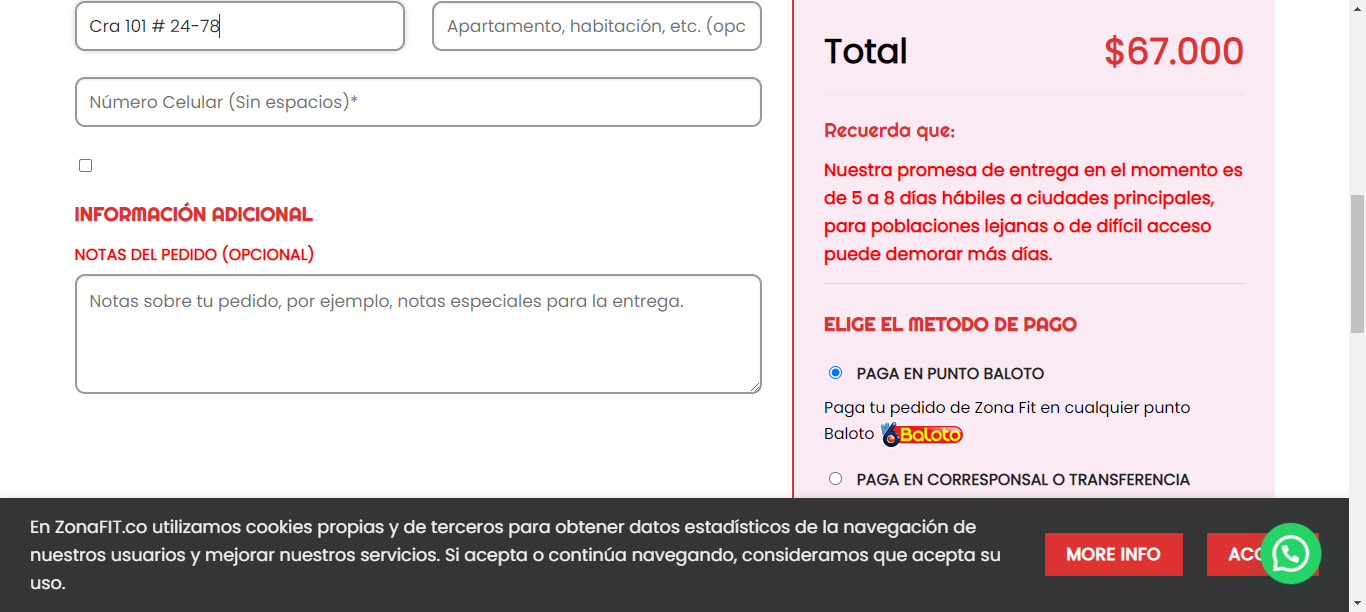 Cra 101 # 24-78
Apartamento, habitación, etc. (opc
Número Celular (Sin espacios)*
INFORMACIÓN ADICIONAL
NOTAS DEL PEDIDO (OPCIONAL)
Notas sobre tu pedido, por ejemplo, notas especiales para la entrega.
Total
$67.000
Recuerda que:
Nuestra promesa de entrega en el momento es
de 5 a 8 días hábiles a ciudades principales,
para poblaciones lejanas o de difícil acceso
puede demorar más días.
ELIGE EL METODO DE PAGO
PAGA EN PUNTO BALOTO
Paga tu pedido de Zona Fit en cualquier punto
Baloto Baloto
PAGA EN CORRESPONSAL O TRANSFERENCIA
En ZonaFIT.co utilizamos cookies propias y de terceros para obtener datos estadísticos de la navegación de
nuestros usuarios y mejorar nuestros servicios. Si acepta o continúa navegando, consideramos que acepta su
uso.
MORE INFO